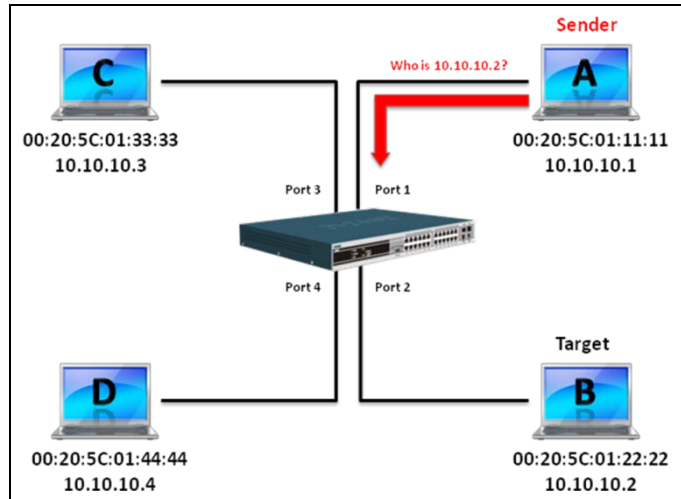 Sender
Who is 10.10.10.2?
C
A
00:20:5C:01:33:33
10.10.10.3
00:20:5C:01:11:11
10.10.10.1
Port 3
Port 1
Port 4
Port 2
Target
D
B
00:20:5C:01:44:44
10.10.10.4
00:20:5C:01:22:22
10.10.10.2